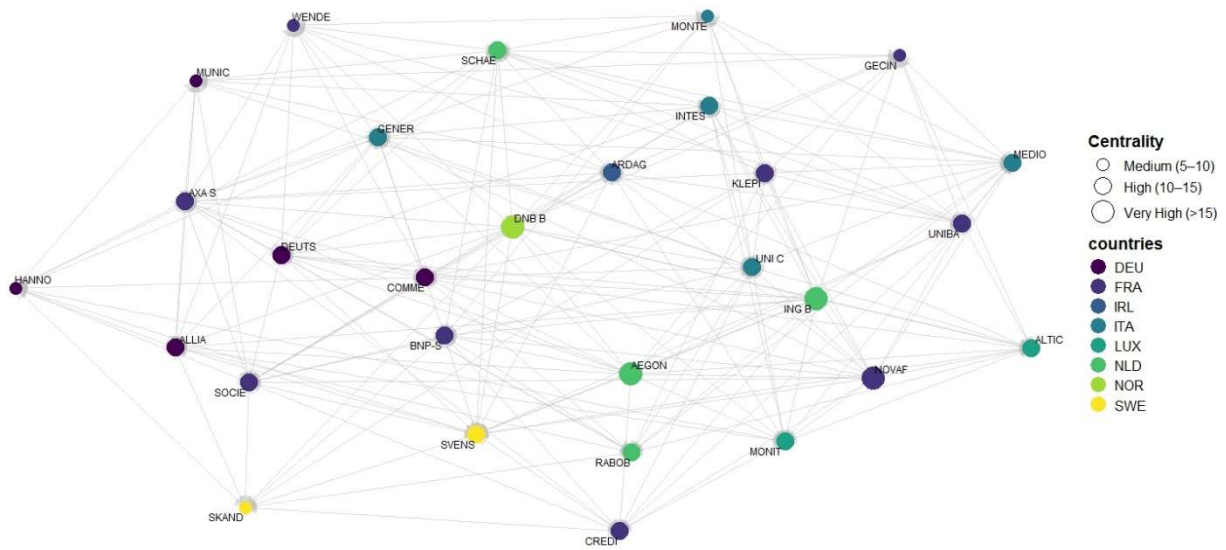 WENDE
MONTE
SCHAE
GECIN
MUNIC
INTES
GENER
MEDIO
ARDAG
KLEPI
AXA S
DNB B
UNIBA
DEUTS
UNI C
HANNO
COMME
ING B
ALLIA
BNP-S
ALTIC
AEGON
NOVAF
SOCIE
SVENS
RABOB
MONIT
SKAND
CREDI
Centrality
Medium (5–10)
High (10–15)
Very High (>15)
countries
DEU
FRA
IRL
ITA
LUX
NLD
NOR
SWE